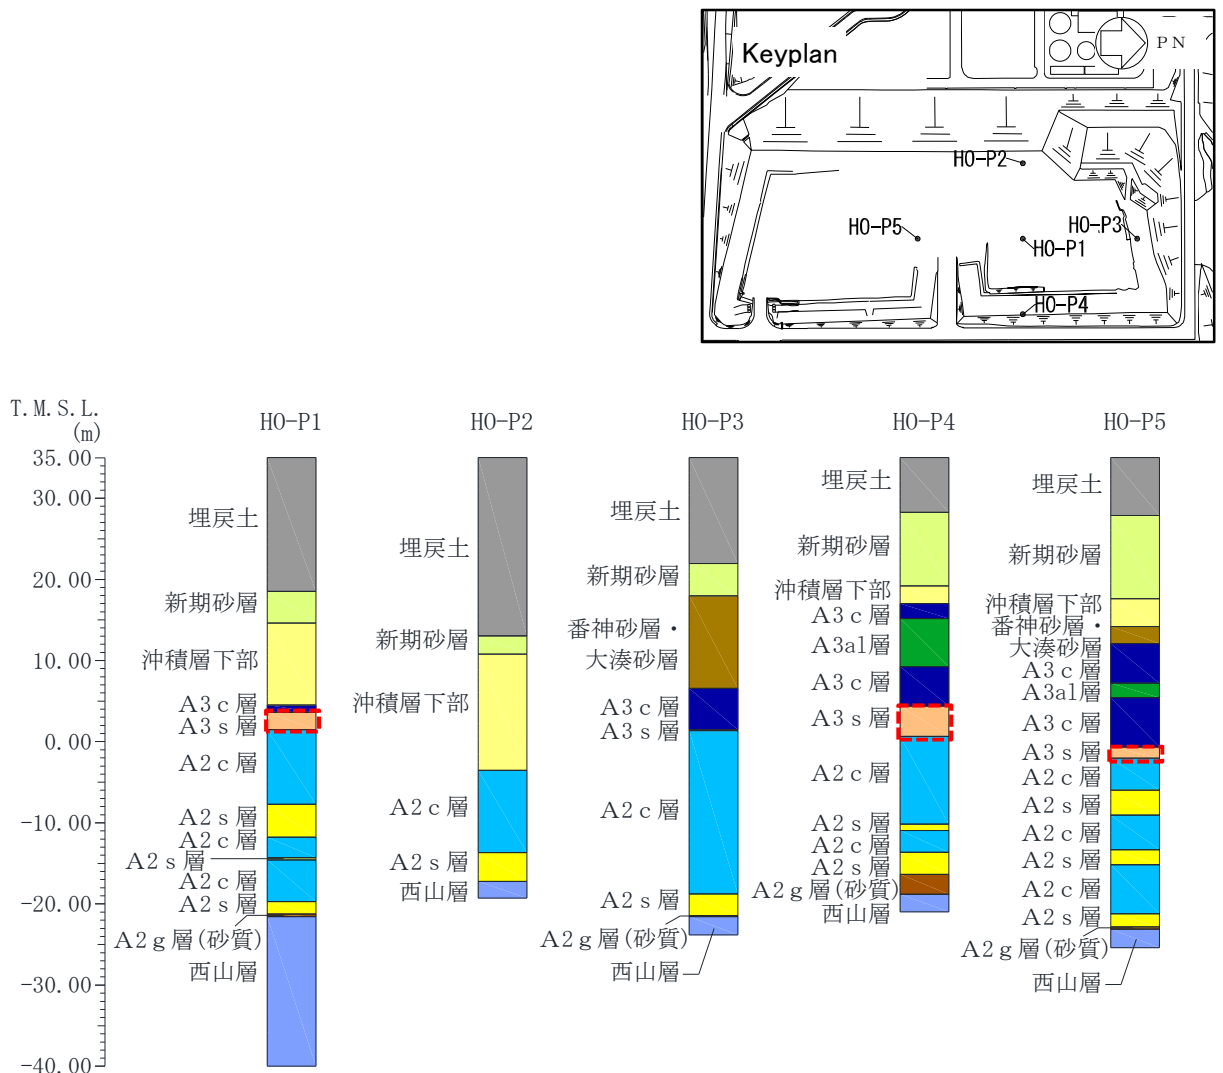 Keyplan
PN
HO-P2
HO-P5
HO-P3
HO-P1
HO-P4
T.M.S.L.
(m)
35.00
30.00
20.00
10.00
0.00
-10.00
-20.00
-30.00
-40.00
HO-P1
埋戻土
新期砂層
沖積層下部
A3c層
A3s層
A2c層
A2s層
A2c層
A2s層
A2c層
A2s層
A2g層(砂質)
西山層
HO-P2
埋戻土
新期砂層
沖積層下部
A2c層
A2s層
西山層
HO-P3
埋戻土
新期砂層
番神砂層・
大湊砂層
A3c層
A3s層
A2c層
A2s層
A2g層(砂質)
西山層
HO-P4
埋戻土
新期砂層
沖積層下部
A3c層
A3al層
A3c層
A3s層
A2c層
A2s層
A2c層
A2s層
A2g層(砂質)
西山層
HO-P5
埋戻土
新期砂層
沖積層下部
番神砂層・
大湊砂層
A3c層
A3al層
A3c層
A3s層
A2c層
A2s層
A2c層
A2s層
A2c層
A2s層
A2g層(砂質)
西山層